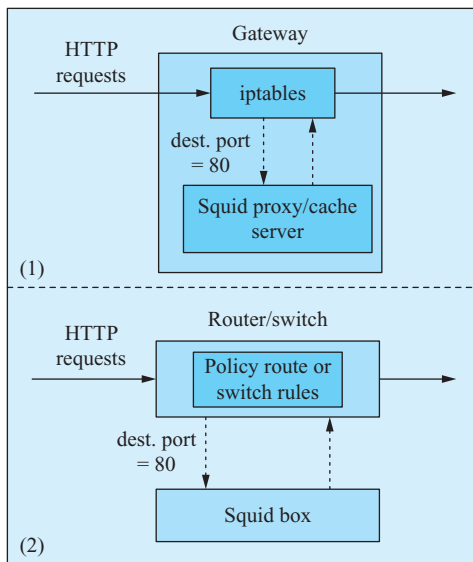 Gateway
HTTP
requests
iptables
dest. port
= 80
Squid proxy/cache
server
(1)
Router/switch
HTTP
requests
Policy route or
switch rules
dest. port
= 80
Squid box
(2)